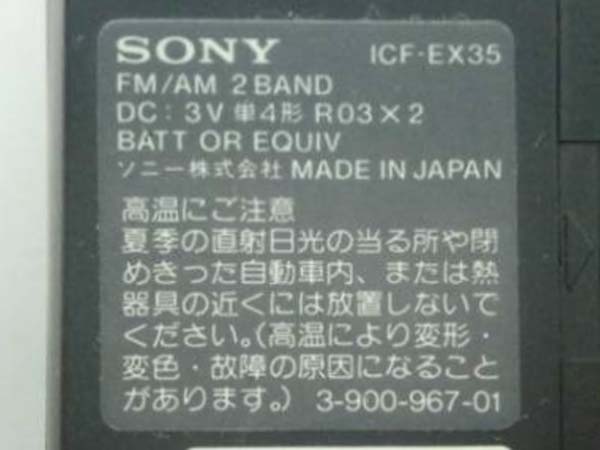 SONY ICF-EX35
FM/AM 2 BAND
DC: 3V 単4形 R03×2
BATT OR EQUIV
ソニー株式会社 MADE IN JAPAN
高温にご注意
夏季の直射日光の当る所や閉
めきった自動車内、または熱
器具の近くには放置しないで
ください。(高温により変形・
変色・故障の原因になること
があります。) 3-900-967-01